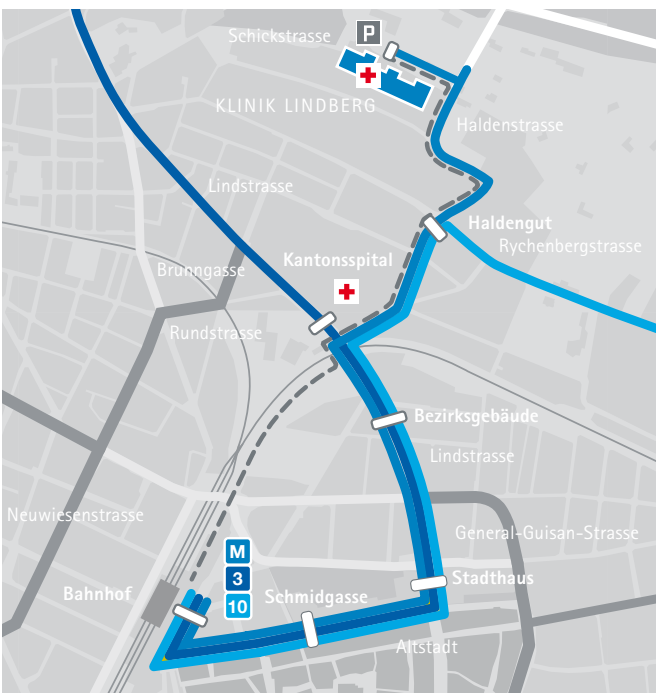 Schickstrasse
P
KLINIK LINDBERG
Haldenstrasse
Lindstrasse
Haldengut
Rychenbergstrasse
Kantonsspital
Brunngasse
Rundstrasse
Bezirksgebäude
Lindstrasse
Neuwiesenstrasse
General-Guisan-Strasse
M
3
10
Bahnhof
Schmidgasse
Stadthaus
Altstadt